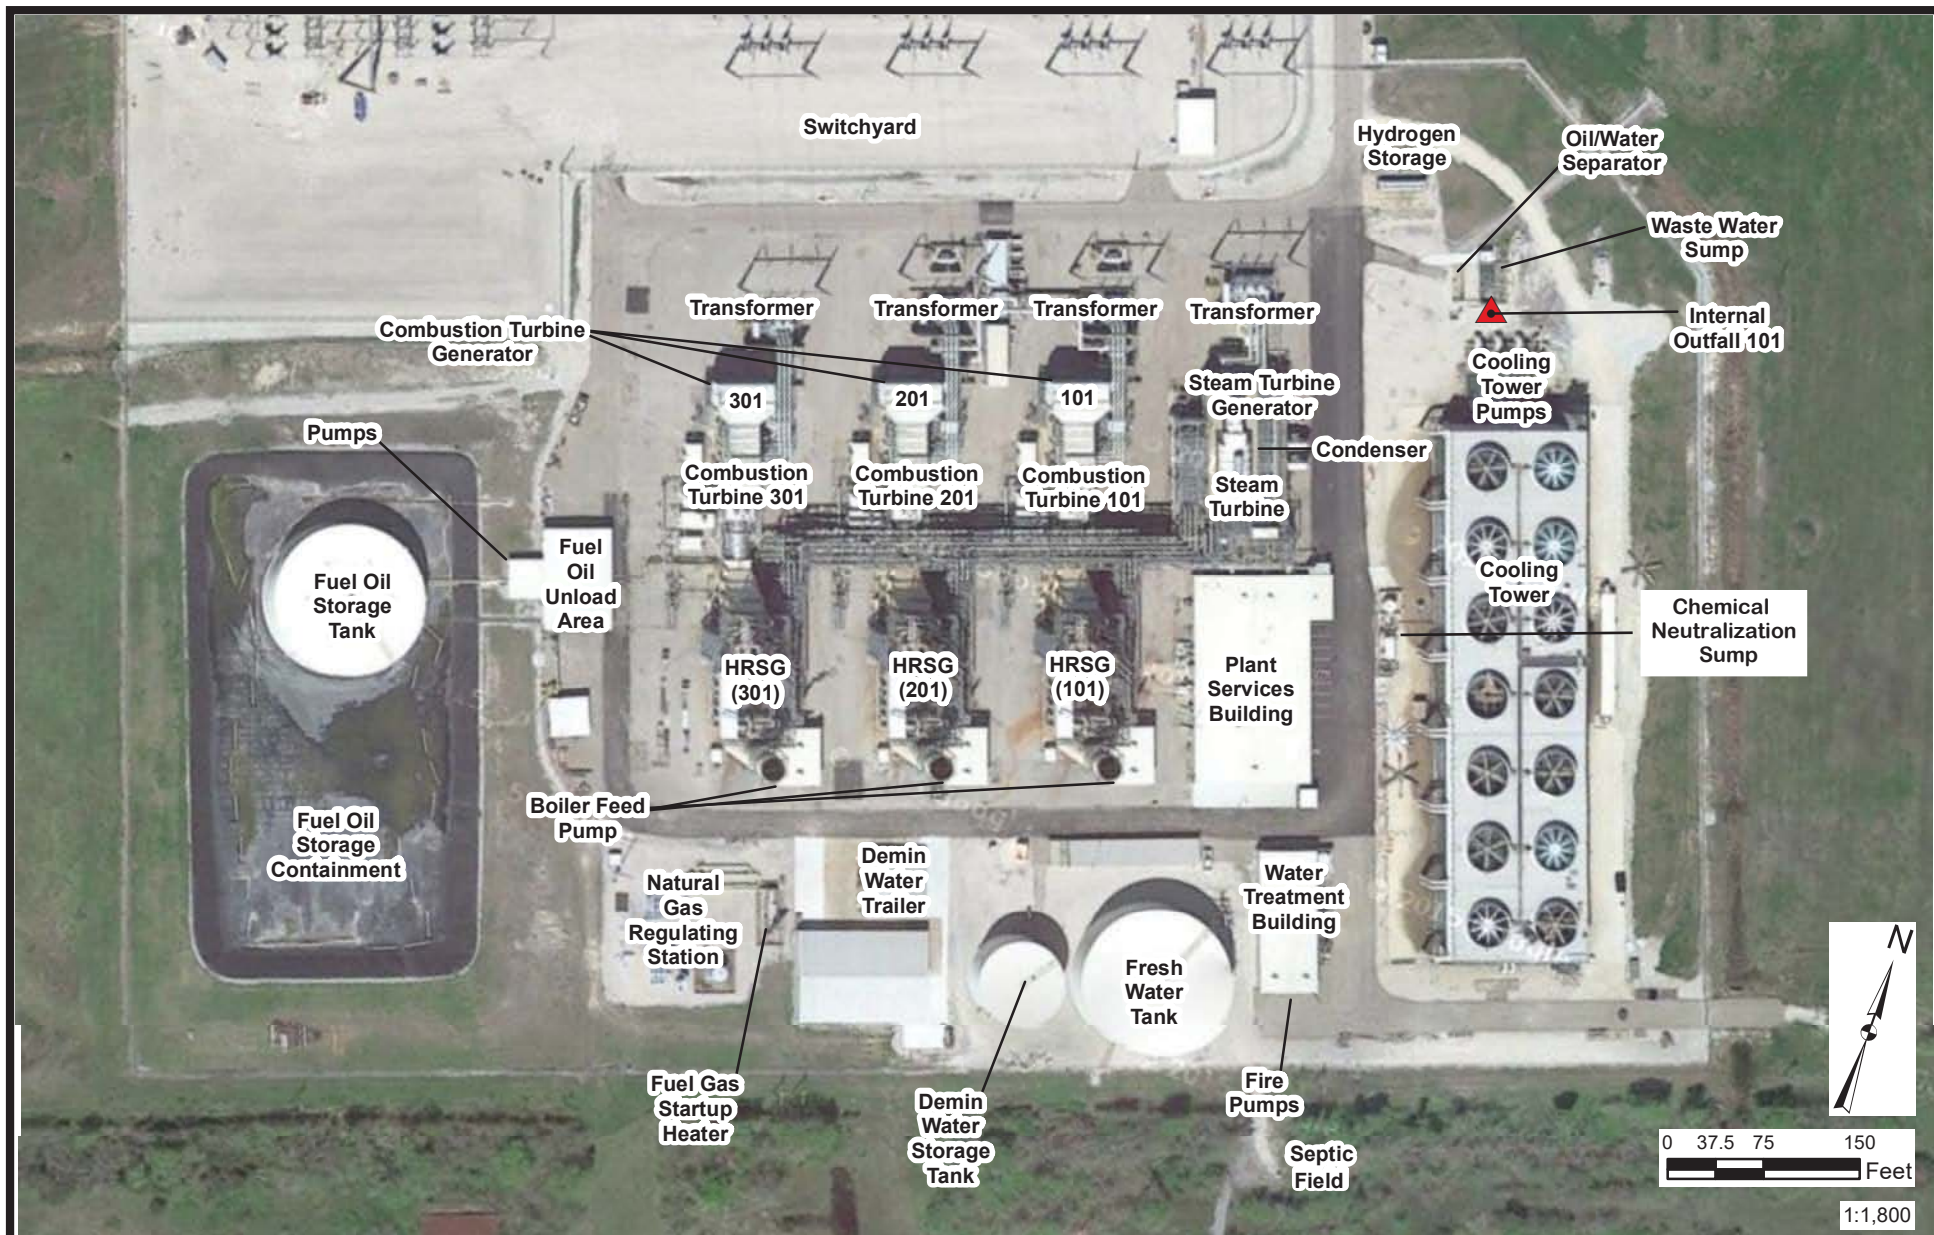 Switchyard
Hydrogen
Storage
Oil/Water
Separator
Waste Water
Sump
Transformer
Transformer
Transformer
Transformer
Internal
Outfall 101
Combustion Turbine
Generator
Cooling
Tower
Pumps
301
201
101
Steam Turbine
Generator
Pumps
Condenser
Combustion
Turbine 301
Combustion
Turbine 201
Combustion
Turbine 101
Steam
Turbine
Fuel
Oil
Unload
Area
Fuel Oil
Storage
Tank
Cooling
Tower
Chemical
Neutralization
Sump
HRSG
(301)
HRSG
(201)
HRSG
(101)
Plant
Services
Building
Boiler Feed
Pump
Fuel Oil
Storage
Containment
Natural
Gas
Regulating
Station
Demin
Water
Trailer
Water
Treatment
Building
Fresh
Water
Tank
N
Fuel Gas
Startup
Heater
Demin
Water
Storage
Tank
Fire
Pumps
Septic
Field
0 37.5 75 150
Feet
1:1,800